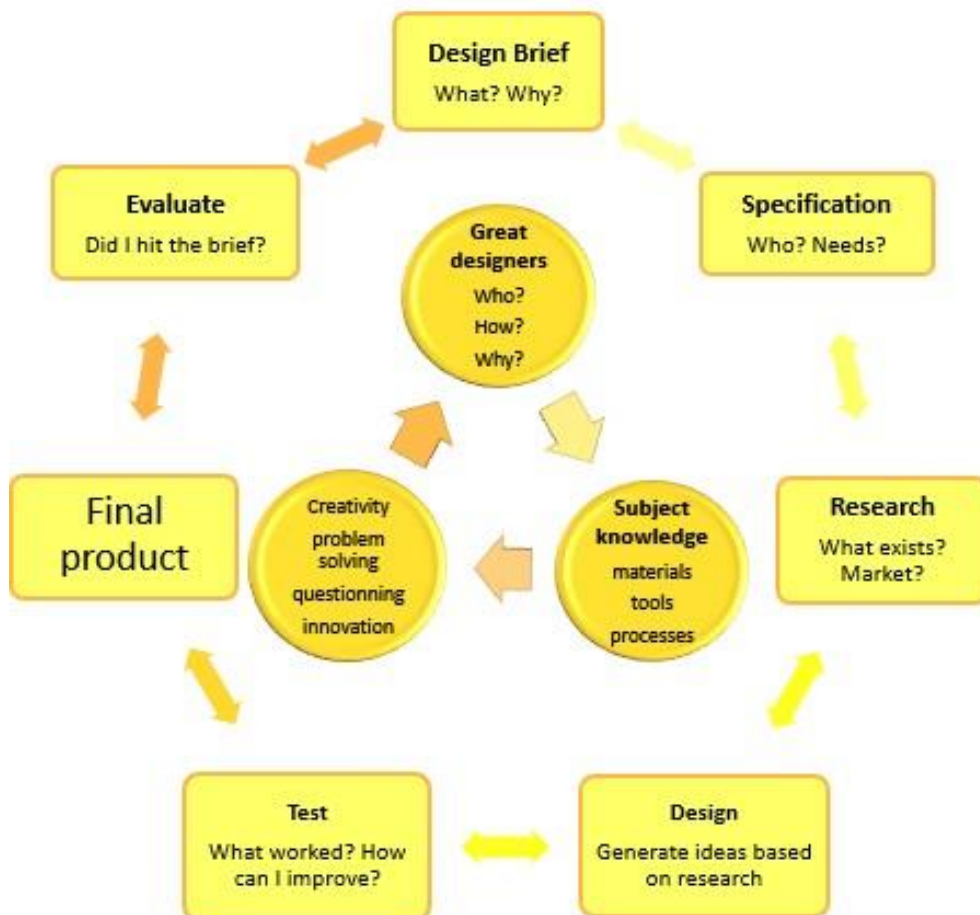 Design Brief
What? Why?
Specification
Who? Needs?
Research
What exists?
Market?
Design
Generate ideas based
on research
Test
What worked? How
can I improve?
Final
product
Evaluate
Did I hit the brief?
Great
designers
Who?
How?
Why?
Subject
knowledge
materials
tools
processes
Creativity
problem
solving
questionning
innovation